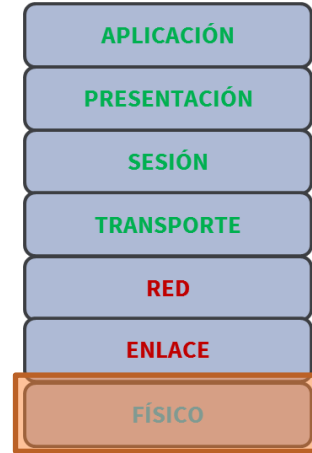 APLICACIÓN
PRESENTACIÓN
SESIÓN
TRANSPORTE
RED
ENLACE
FÍSICO